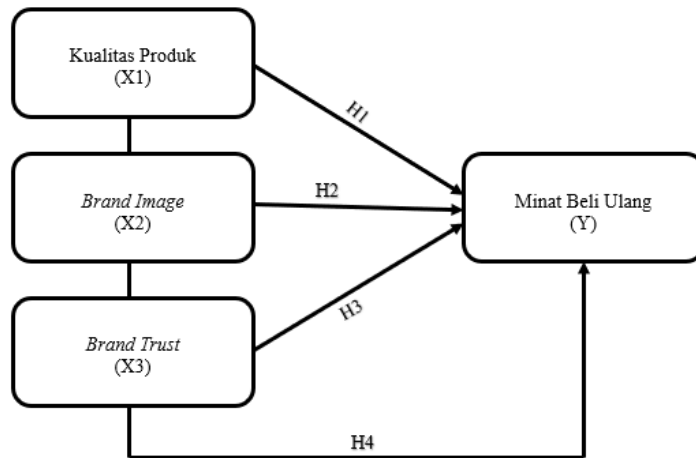 Kualitas Produk
(X1)
H1
Brand Image
(X2)
H2
Minat Beli Ulang
(Y)
Brand Trust
(X3)
H3
H4